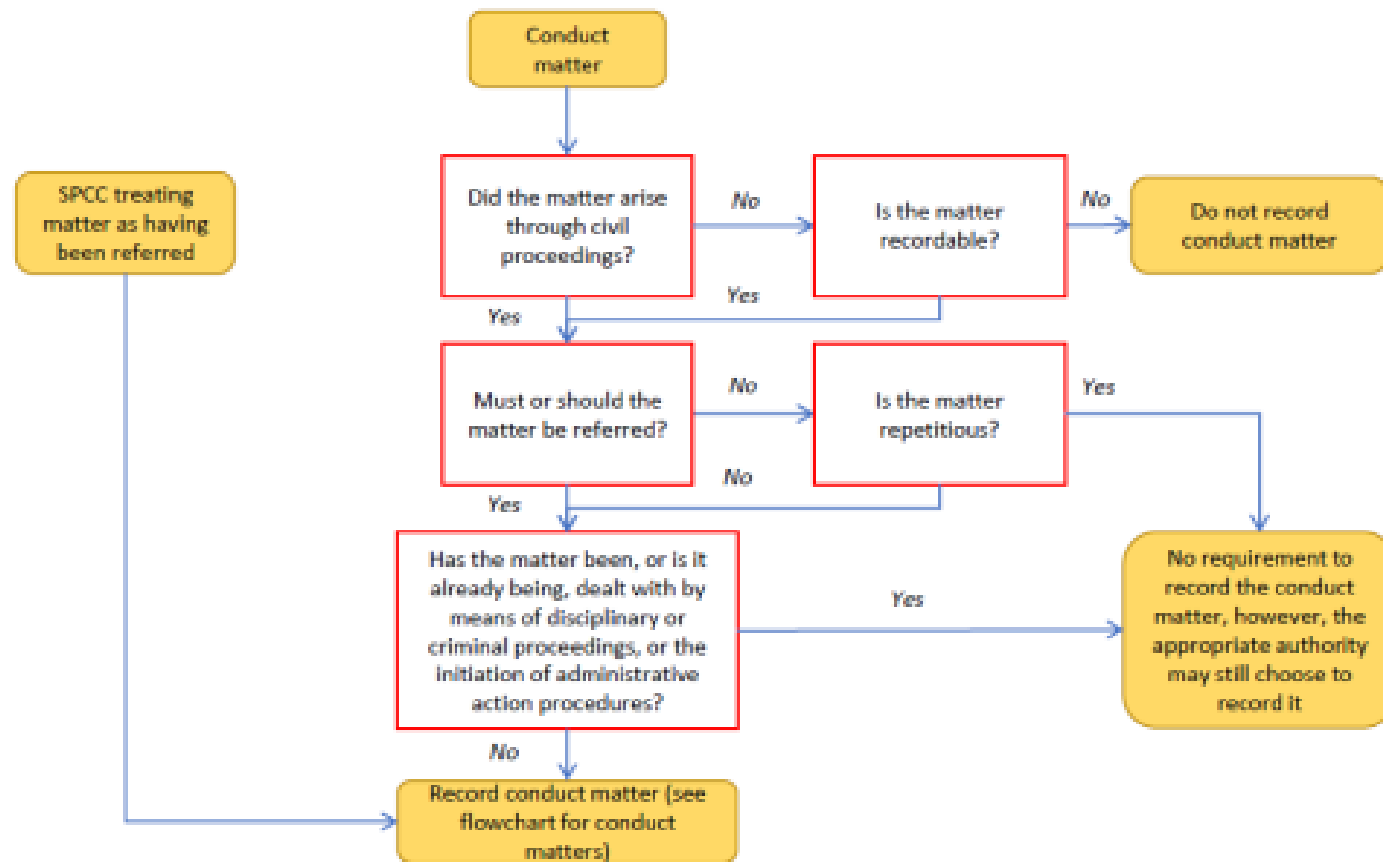 Conduct
matter
SPCC treating
matter as having
been referred
Did the matter arise
through civil
proceedings?
No
Is the matter
recordable?
No
Do not record
conduct matter
Yes
Yes
Must or should the
matter be referred?
No
Is the matter
repetitious?
Yes
No
Yes
Has the matter been, or is it
already being, dealt with by
means of disciplinary or
criminal proceedings, or the
initiation of administrative
action procedures?
Yes
No requirement to
record the conduct
matter, however, the
appropriate authority
may still choose to
record it
No
Record conduct matter (see
flowchart for conduct
matters)